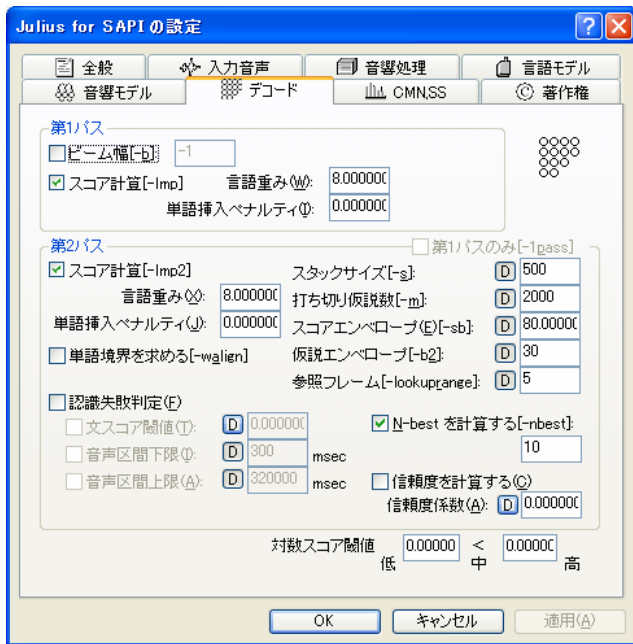 Julius for SAPI の設定
全般 入力音声 音響処理 言語モデル
音響モデル デコード CMN,SS © 著作権
第1パス
ビーム幅[-b] -1
スコア計算[-lmp] 言語重み(W): 8.000000
単語挿入ペナルティ(I): 0.000000
第2パス 第1パスのみ[-1pass]
スコア計算[-lmp2] スタックサイズ[-s]: D 500
言語重み(X): 8.000000 打ち切り仮説数[-m]: D 2000
単語挿入ペナルティ(J): 0.000000 スコアエンベロープ(E)[-sb]: D 80.00000
単語境界を求める[-walign] 仮説エンベロープ[-b2]: D 30
参照フレーム[-lookuprange]: D 5
認識失敗判定(F)
文スコア閾値(T): D 0.000000 N-best を計算する[-nbest]:
音声区間下限(I): D 300 msec 10
音声区間上限(A): D 320000 msec 信頼度を計算する(C)
信頼度係数(A): D 0.00000
対数スコア閾値 0.00000 < 0.00000
低 中 高
OK キャンセル 適用(A)